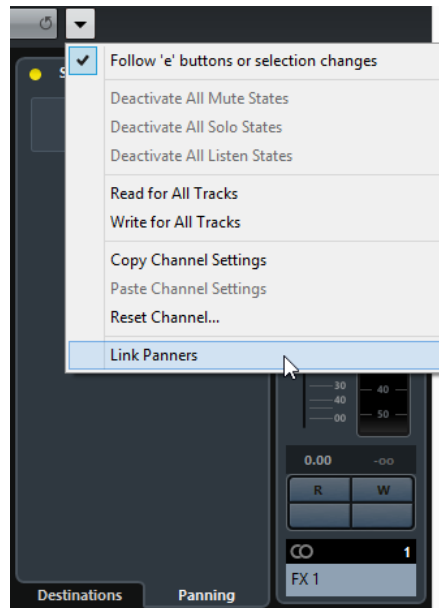 S
Follow 'e' buttons or selection changes
Deactivate All Mute States
Deactivate All Solo States
Deactivate All Listen States
Read for All Tracks
Write for All Tracks
Copy Channel Settings
Paste Channel Settings
Reset Channel...
Link Panners
30
40
40
00
50
0.00
-oo
R
W
1
FX 1
Destinations
Panning